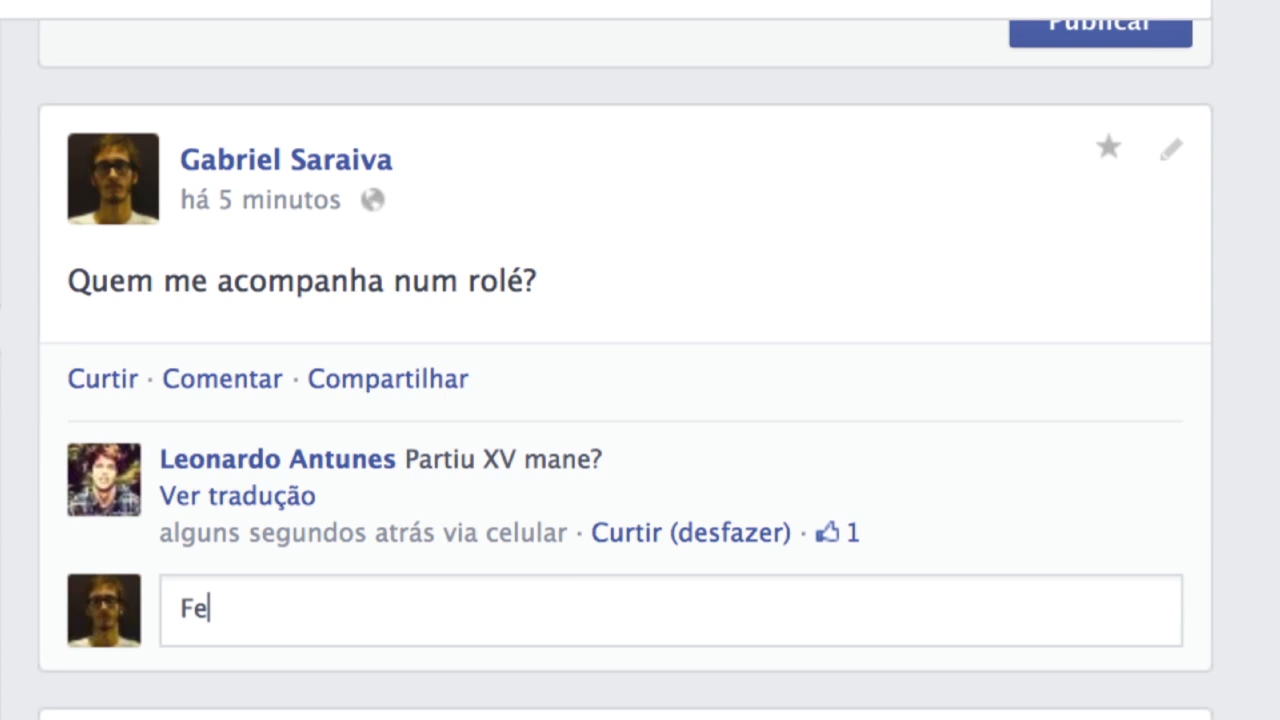 Publicar
Gabriel Saraiva
há 5 minutos
Quem me acompanha num rolé?
Curtir · Comentar · Compartilhar
Leonardo Antunes Partiu XV mane?
Ver tradução
alguns segundos atrás via celular · Curtir (desfazer) · 1
Fe